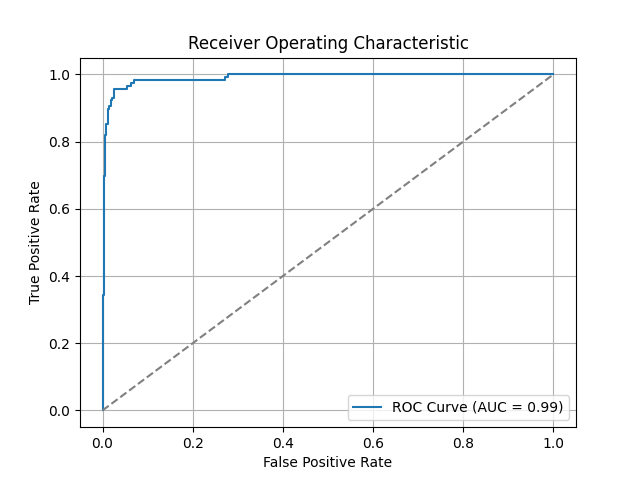 Receiver Operating Characteristic
True Positive Rate
1.0
0.8
0.6
0.4
0.2
0.0
ROC Curve (AUC = 0.99)
0.0 0.2 0.4 0.6 0.8 1.0
False Positive Rate